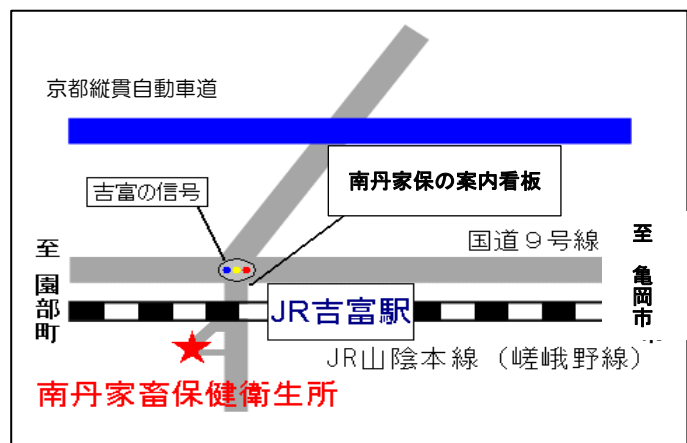 京都縦貫自動車道
南丹家保の案内看板
吉富の信号
国道９号線
至 園部町
至 亀岡市
JR吉富駅
JR山陰本線（嵯峨野線）
南丹家畜保健衛生所